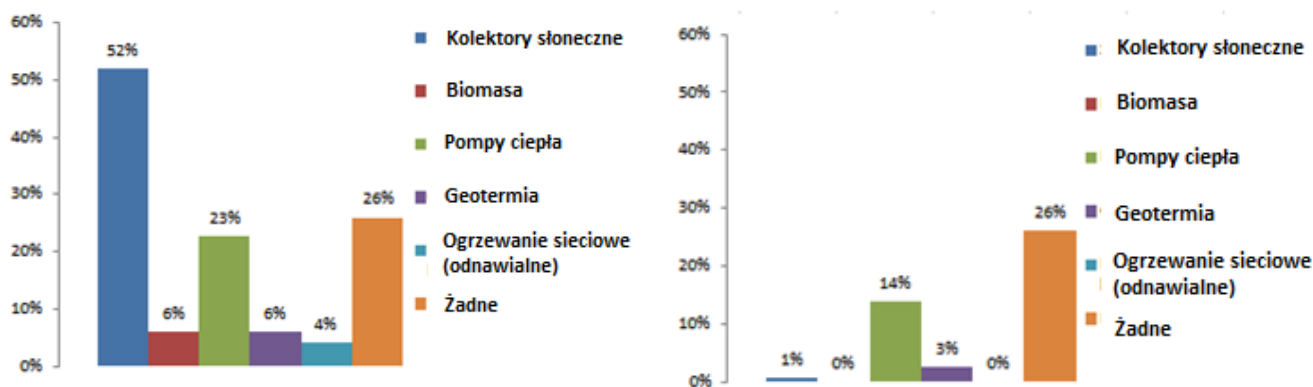 60%
50%
40%
30%
20%
10%
0%
52%
6%
23%
6%
4%
26%
Kolektory słoneczne
Biomasa
Pompy ciepła
Geotermia
Ogrzewanie sieciowe
(odnawialne)
Żadne
60%
50%
40%
30%
20%
10%
0%
1%
0%
14%
3%
0%
26%
Kolektory słoneczne
Biomasa
Pompy ciepła
Geotermia
Ogrzewanie sieciowe
(odnawialne)
Żadne